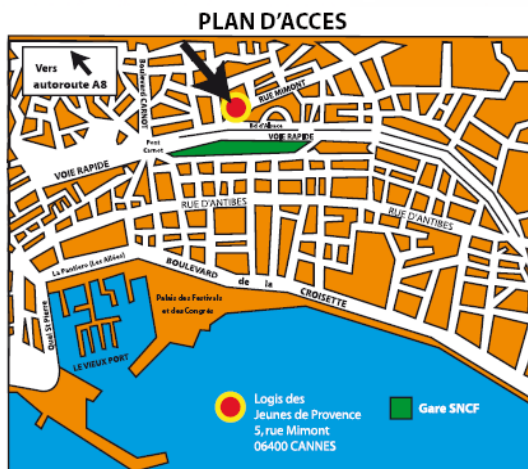 PLAN D'ACCES
Vers
autoroute A8
Boulevard CARNOT
RUE MIMONT
Bd d'Alsace
VOIE RAPIDE
Pont
Carnot
VOIE RAPIDE
RUE D'ANTIBES
RUE D'ANTIBES
La Pantiero (Les Allées)
BOULEVARD de la CROISETTE
Palais des Festivals
et des Congrés
Quai St Pierre
LE VIEUX PORT
Logis des
Jeunes de Provence
5, rue Mimont
06400 CANNES
Gare SNCF